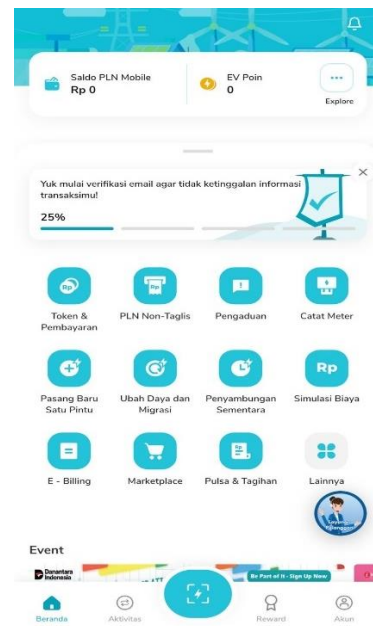 Saldo PLN Mobile
Rp 0
EV Poin
0
Explore
Yuk mulai verifikasi email agar tidak ketinggalan informasi
transaksimu!
25%
Rp
Rp
Token &
Pembayaran
PLN Non-Taglis
Pengaduan
Catat Meter
Rp
Pasang Baru
Satu Pintu
Ubah Daya dan
Migrasi
Penyambungan
Sementara
Simulasi Biaya
E - Billing
Marketplace
Pulsa & Tagihan
Lainnya
Event
Danantara
Indonesia
Be Part of It - Sign Up Now
Beranda
Aktivitas
Reward
Akun